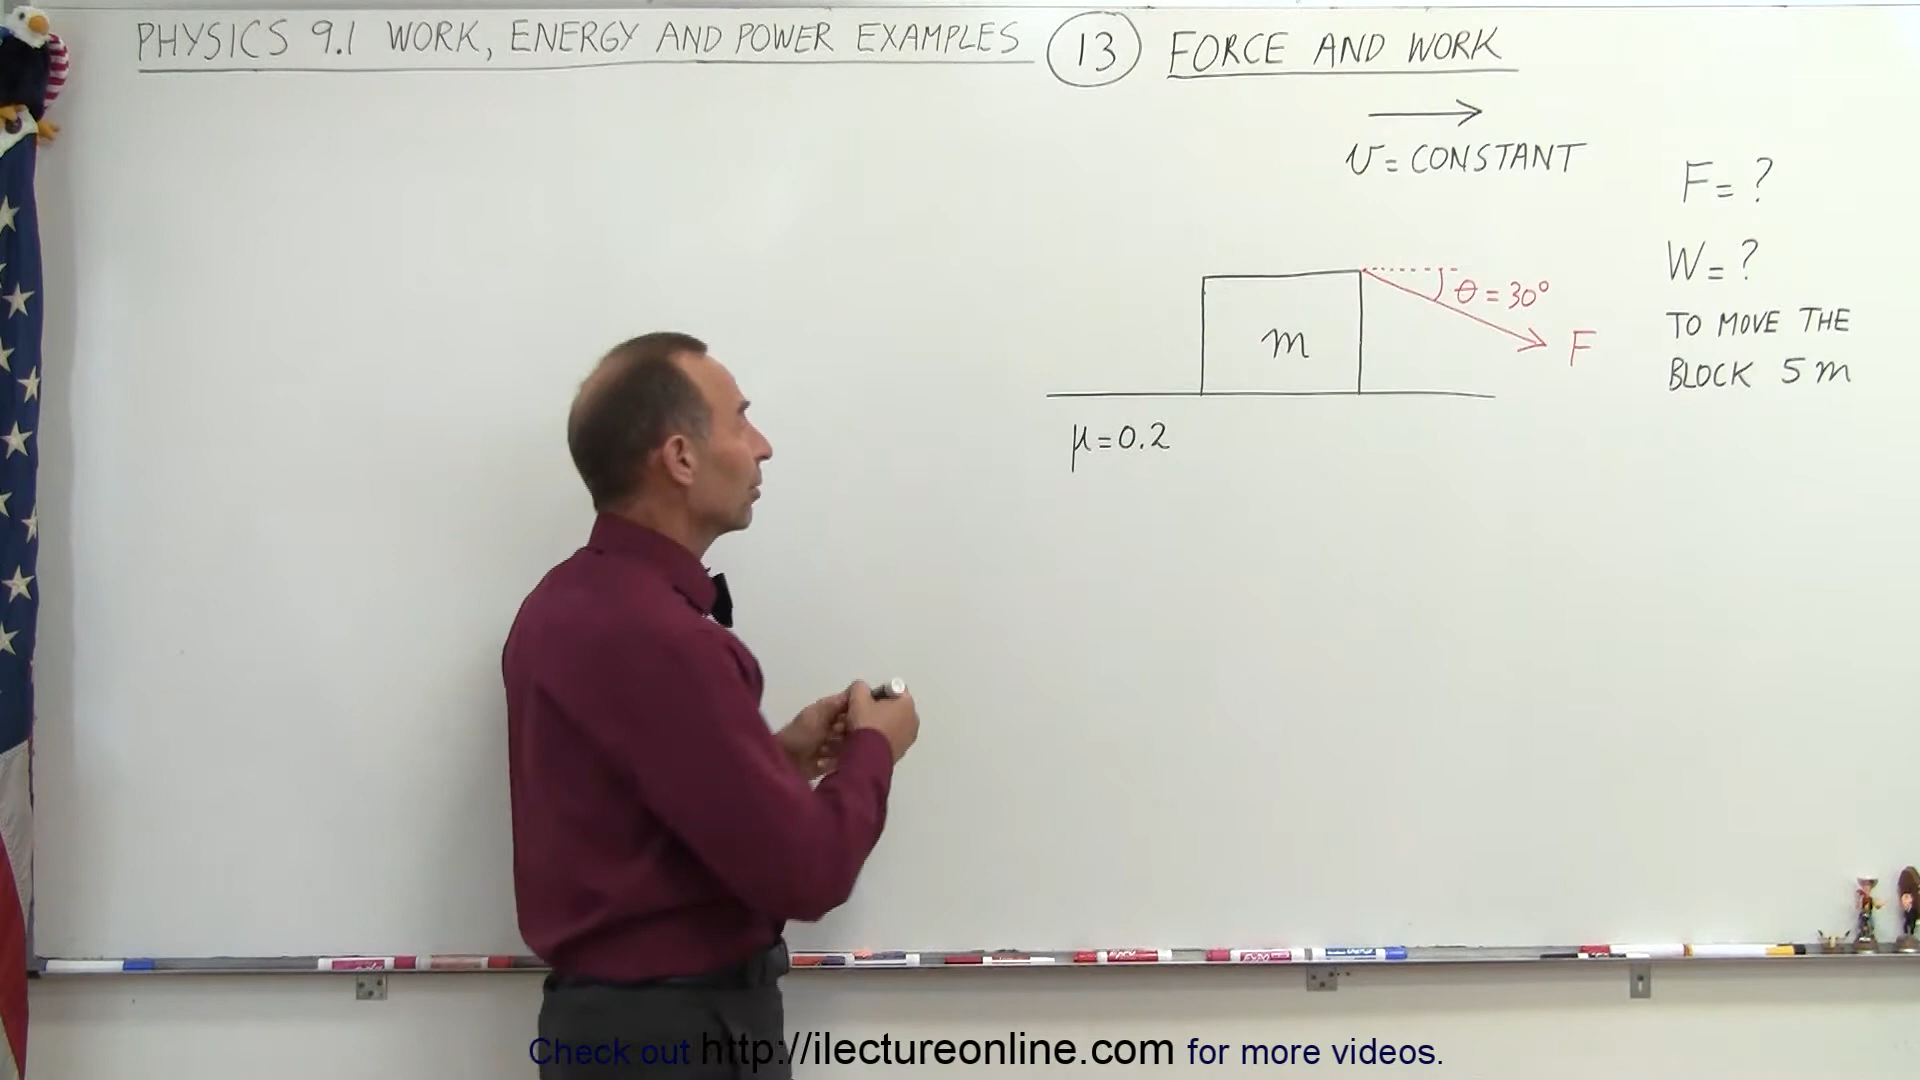 PHYSICS 9.1 WORK, ENERGY AND POWER EXAMPLES 13 FORCE AND WORK
v = CONSTANT
F = ?
W = ?
θ = 30°
TO MOVE THE
m
F
BLOCK 5 m
μ = 0.2
Check out http://ilectureonline.com for more videos.